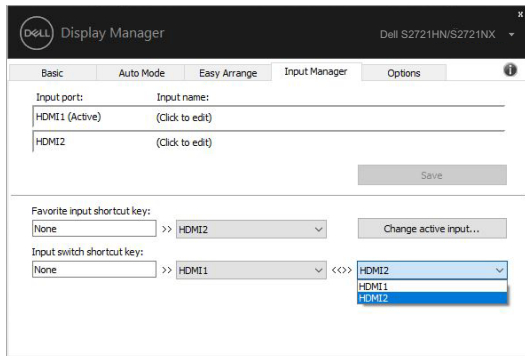 DELL Display Manager
Dell S2721HN/S2721NX
x
Basic Auto Mode Easy Arrange Input Manager Options
Input port: Input name:
HDMI1 (Active) (Click to edit)
HDMI2 (Click to edit)
Save
Favorite input shortcut key:
None >> HDMI2 Change active input...
Input switch shortcut key:
None >> HDMI1 <<>> HDMI2
HDMI1
HDMI2